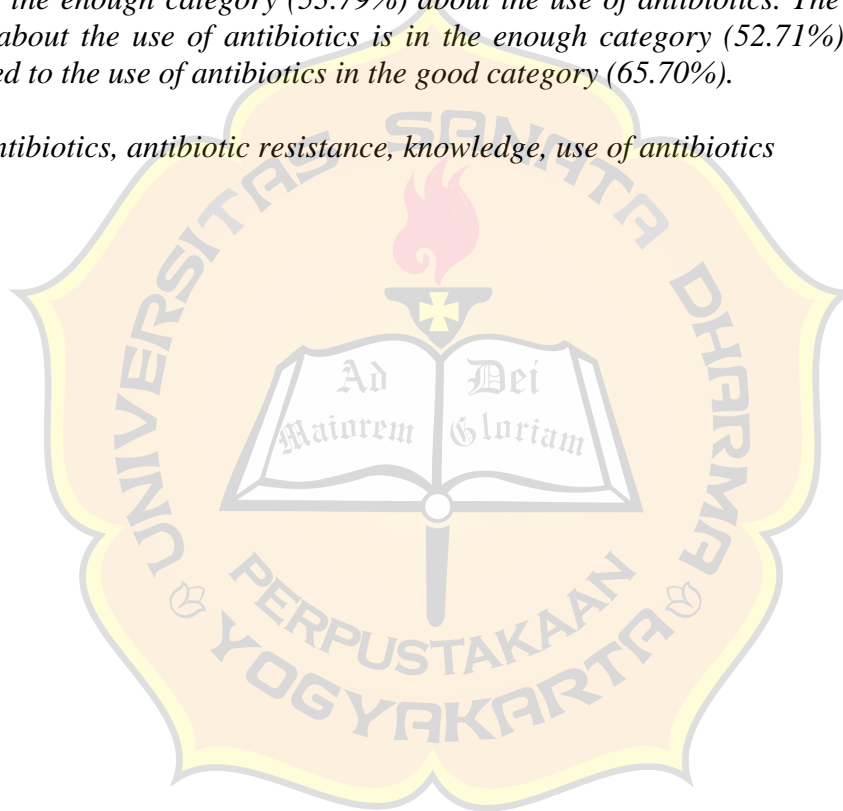 the enough category (53.79%) about the use of antibiotics. The
about the use of antibiotics is in the enough category (52.71%)
ed to the use of antibiotics in the good category (65.70%).
ntibiotics, antibiotic resistance, knowledge, use of antibiotics
UNIVERSITAS SANATA DHARMA
Ad Dei
Maiorem Gloriam
PERPUSTAKAAN
YOGYAKARTA